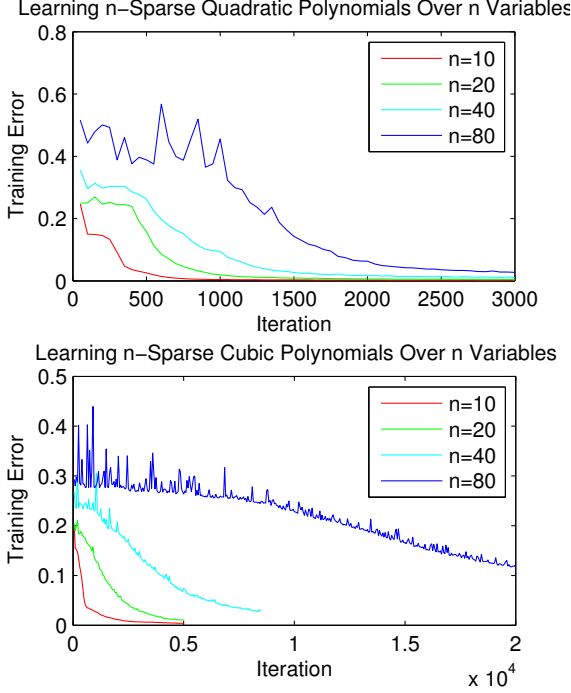 Learning n−Sparse Quadratic Polynomials Over n Variables
0.8
0.6
0.4
0.2
0
Training Error
n=10
n=20
n=40
n=80
0 500 1000 1500 2000 2500 3000
Iteration
Learning n−Sparse Cubic Polynomials Over n Variables
0.5
0.4
0.3
0.2
0.1
0
Training Error
n=10
n=20
n=40
n=80
0 0.5 1 1.5 2
Iteration
x 10^4